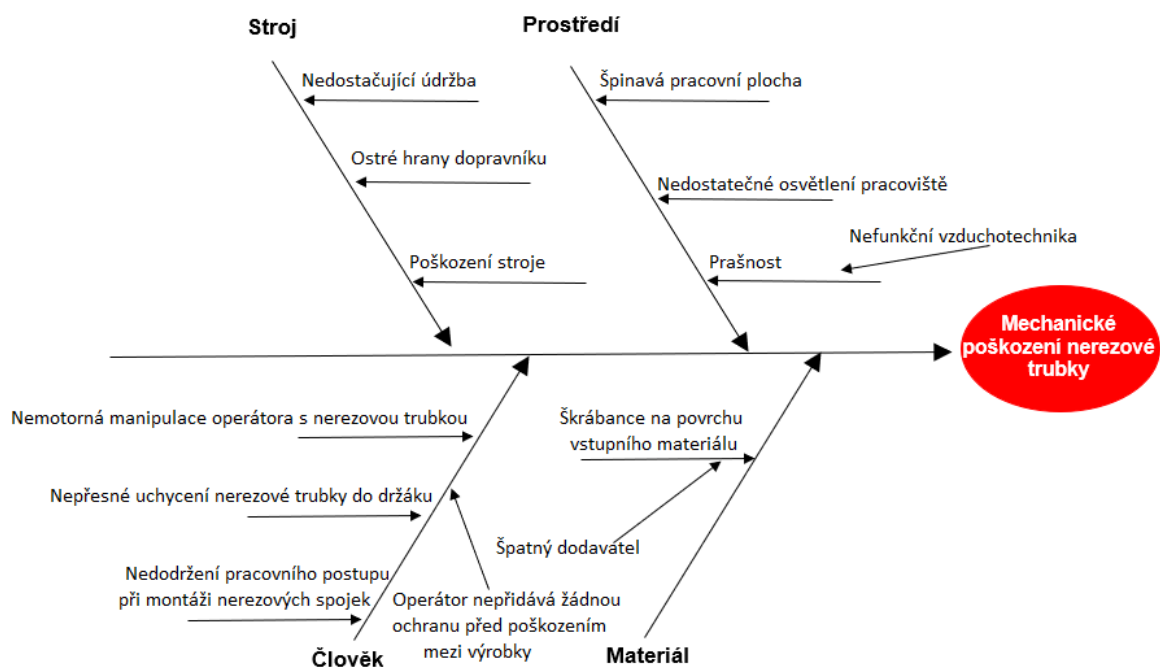 Stroj
Prostředí
Nedostačující údržba
Špinavá pracovní plocha
Ostré hrany dopravníku
Nedostatečné osvětlení pracoviště
Nefunkční vzduchotechnika
Poškození stroje
Prašnost
Mechanické
poškození nerezové
trubky
Nemotorná manipulace operátora s nerezovou trubkou
Škrábance na povrchu
vstupního materiálu
Nepřesné uchycení nerezové trubky do držáku
Špatný dodavátel
Nedodržení pracovního postupu
při montáži nerezových spojek
Operátor nepřidává žádnou
ochranu před poškozením
mezi výrobky
Člověk
Materiál